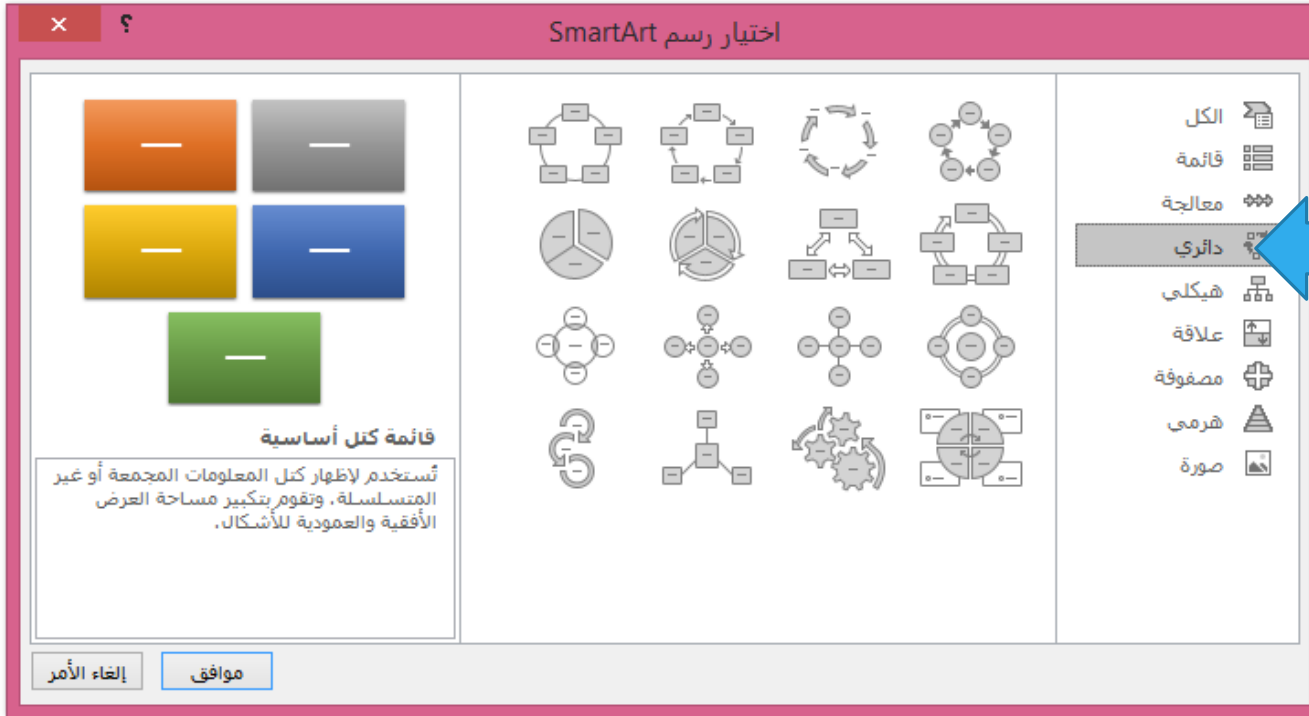 اختيار رسم SmartArt
؟
الكل
قائمة
معالجة
دائري
هيكلي
علاقة
مصفوفة
هرمي
صورة
قائمة كتل أساسية
تُستخدم لإظهار كتل المعلومات المجمعة أو غير
المتسلسلة. وتقوم بتكبير مساحة العرض
الأفقية والعمودية للأشكال.
موافق
إلغاء الأمر